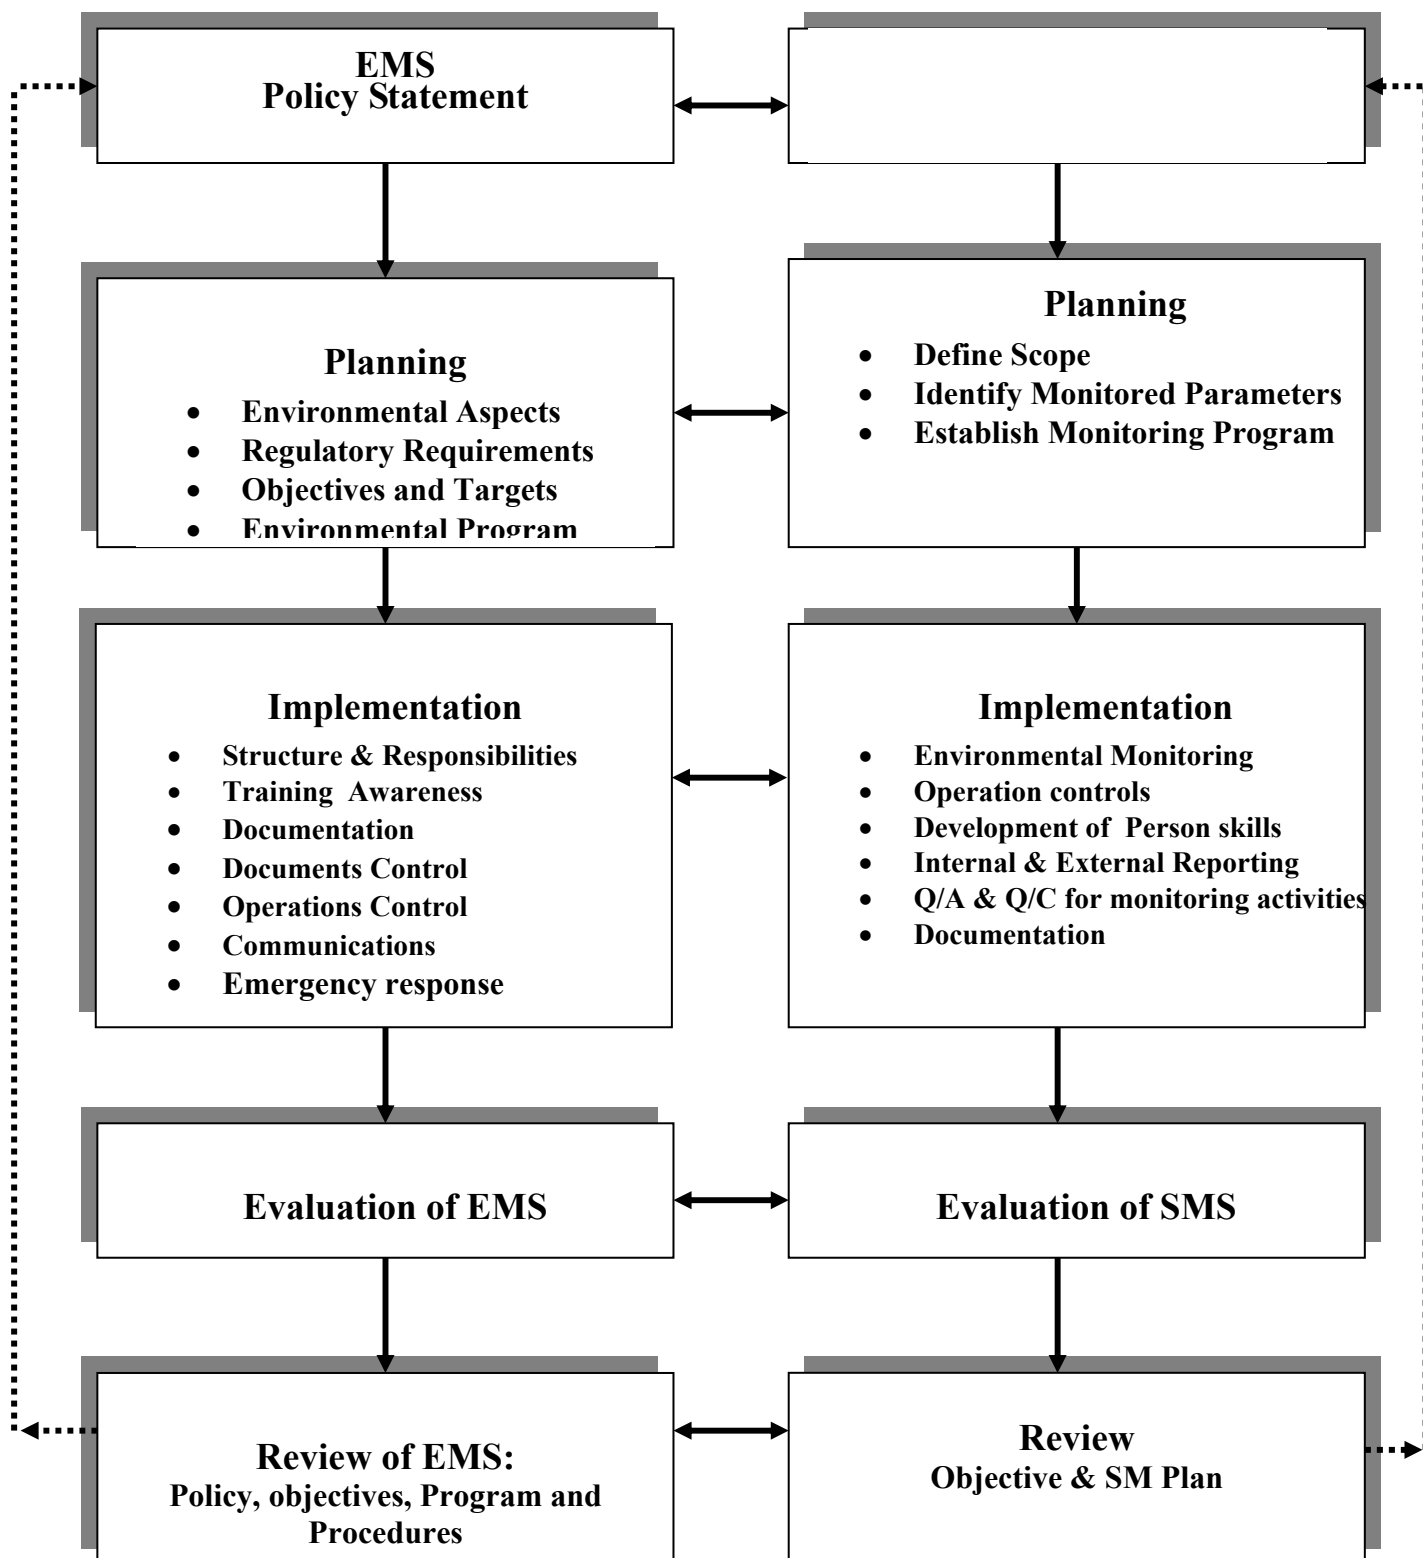 EMS
Policy Statement
Planning
• Environmental Aspects
• Regulatory Requirements
• Objectives and Targets
• Environmental Program
Planning
• Define Scope
• Identify Monitored Parameters
• Establish Monitoring Program
Implementation
• Structure & Responsibilities
• Training  Awareness
• Documentation
• Documents Control
• Operations Control
• Communications
• Emergency response
Implementation
• Environmental Monitoring
• Operation controls
• Development of  Person skills
• Internal & External Reporting
• Q/A & Q/C for monitoring activities
• Documentation
Evaluation of EMS
Evaluation of SMS
Review of EMS:
Policy, objectives, Program and
Procedures
Review
Objective & SM Plan